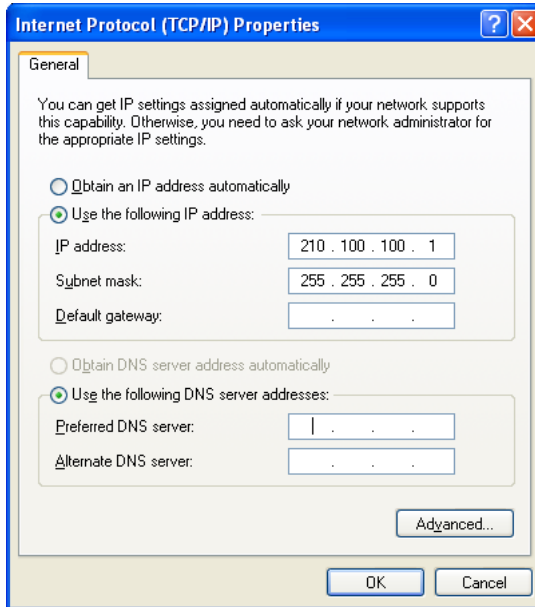 Internet Protocol (TCP/IP) Properties
General
You can get IP settings assigned automatically if your network supports
this capability. Otherwise, you need to ask your network administrator for
the appropriate IP settings.
Obtain an IP address automatically
Use the following IP address:
IP address: 210 . 100 . 100 . 1
Subnet mask: 255 . 255 . 255 . 0
Default gateway: . . .
Obtain DNS server address automatically
Use the following DNS server addresses:
Preferred DNS server: . . .
Alternate DNS server: . . .
Advanced...
OK Cancel